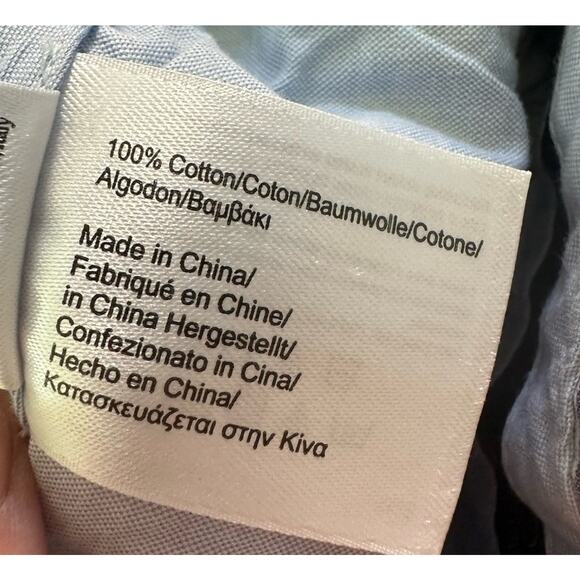 100% Cotton/Coton/Baumwolle/Cotone/
Algodon/Βαμβάκι
Made in China/
Fabriqué en Chine/
in China Hergestellt/
Confezionato in Cina/
Hecho en China/
Κατασκευάζεται στην Κίνα